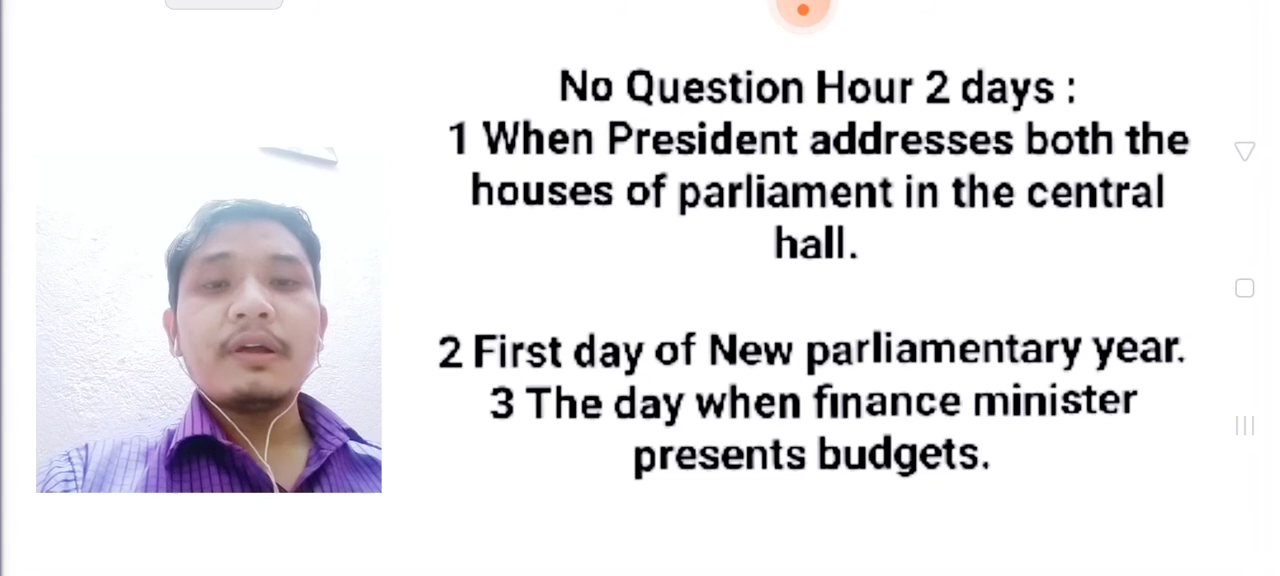 No Question Hour 2 days :
1 When President addresses both the
houses of parliament in the central
hall.
2 First day of New parliamentary year.
3 The day when finance minister
presents budgets.